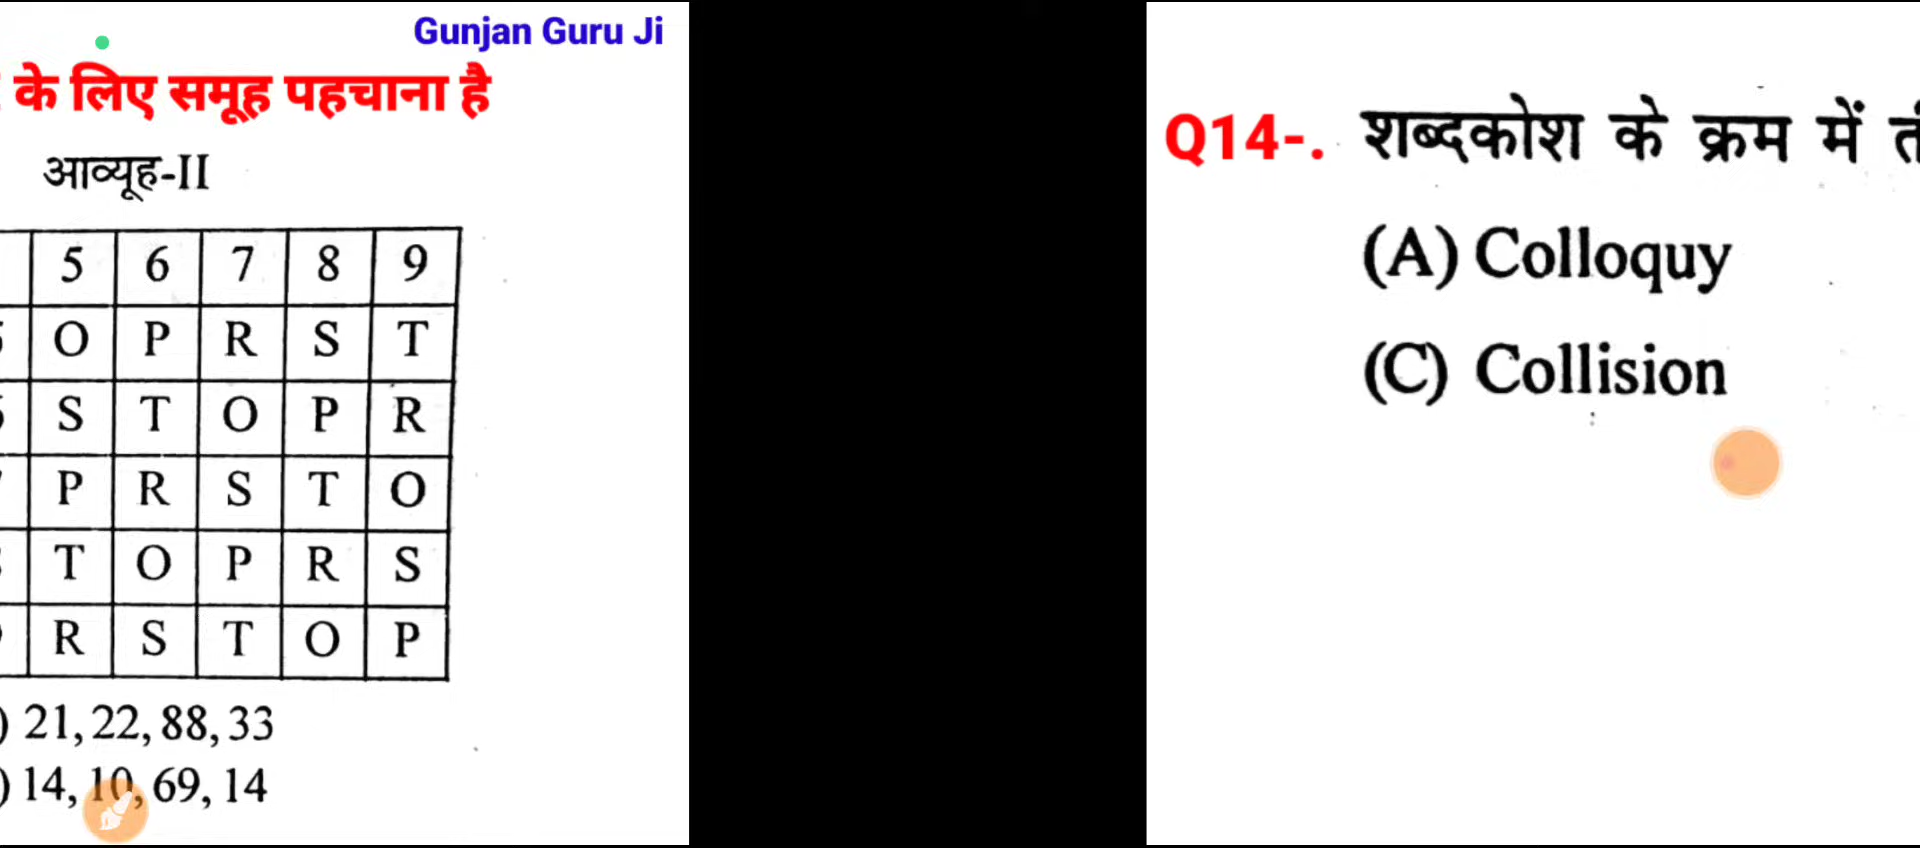 Gunjan Guru Ji
के लिए समूह पहचाना है
आव्यूह-II
5 6 7 8 9
O P R S T
S T O P R
P R S T O
T O P R S
R S T O P
) 21, 22, 88, 33
) 14, 10, 69, 14
Q14-. शब्दकोश के क्रम में
(A) Colloquy
(C) Collision